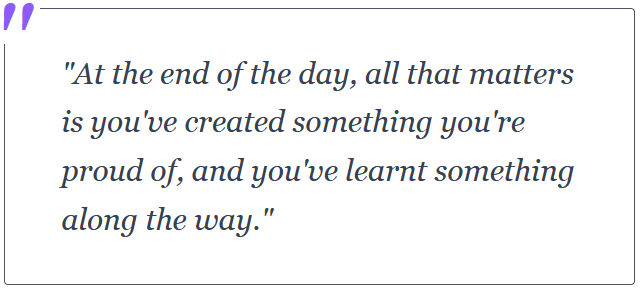 "At the end of the day, all that matters
is you've created something you're
proud of, and you've learnt something
along the way."